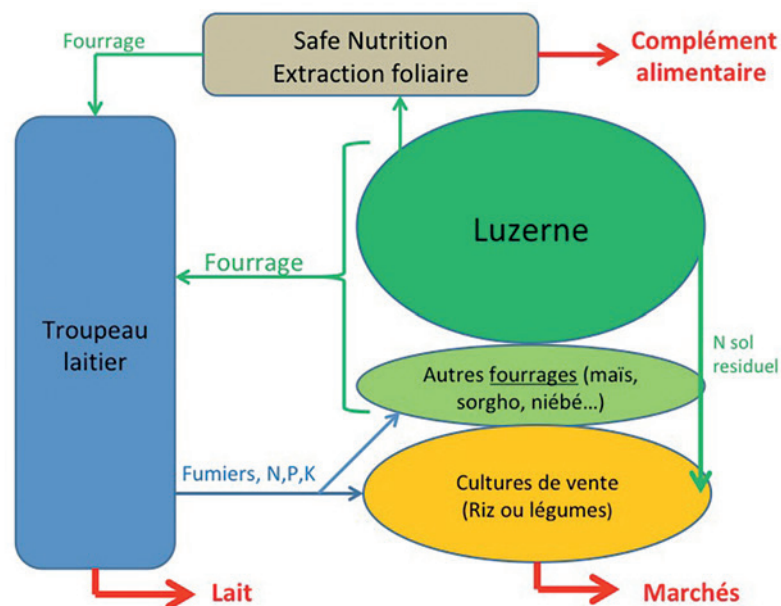 Fourrage
Safe Nutrition
Extraction foliaire
Complément
alimentaire
Luzerne
Fourrage
Troupeau
laitier
N sol
residuel
Autres fourrages (maïs,
sorgho, niébé...)
Fumiers, N,P,K
Cultures de vente
(Riz ou légumes)
Lait
Marchés